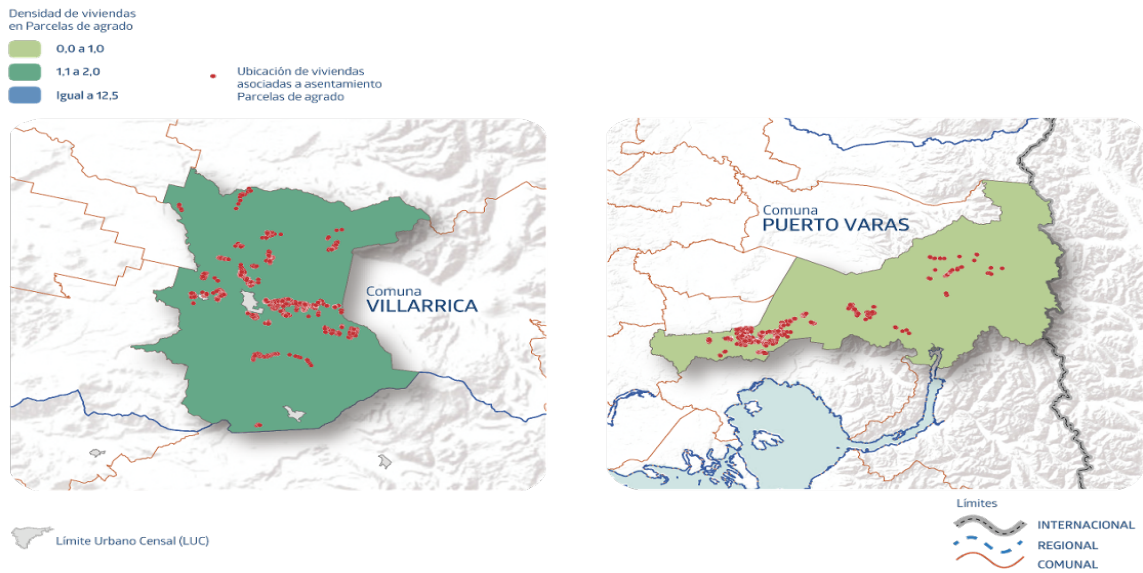 Densidad de viviendas
en Parcelas de agrado
0,0 a 1,0
1,1 a 2,0
Igual a 12,5
Ubicación de viviendas
asociadas a asentamiento
Parcelas de agrado
Comuna
VILLARRICA
Comuna
PUERTO VARAS
Límite Urbano Censal (LUC)
Límites
INTERNACIONAL
REGIONAL
COMUNAL